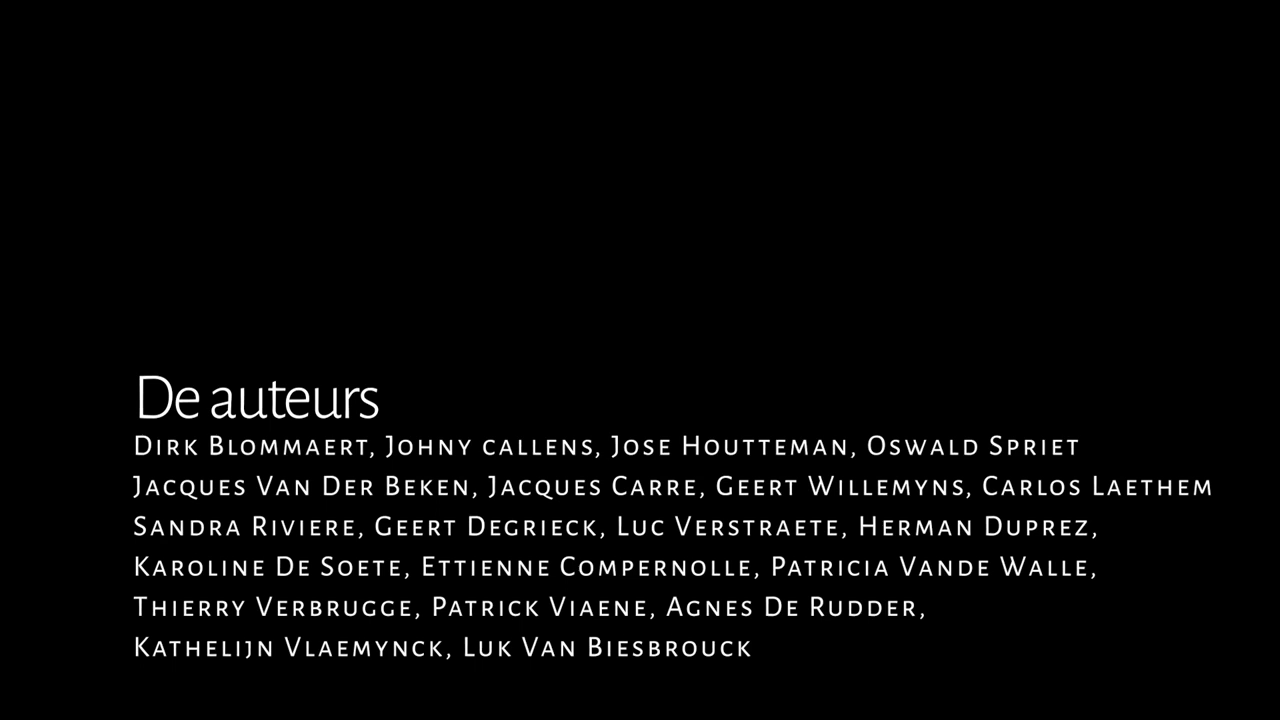 De auteurs
Dirk Blommaert, Johny callens, Jose Houtteman, Oswald Spriet
Jacques Van Der Beken, Jacques Carre, Geert Willemyns, Carlos Laethem
Sandra Riviere, Geert Degrieck, Luc Verstraete, Herman Duprez,
Karoline De Soete, Ettienne Compernolle, Patricia Vande Walle,
Thierry Verbrugge, Patrick Viaene, Agnes De Rudder,
Kathelijn Vlaemynck, Luk Van Biesbrouck